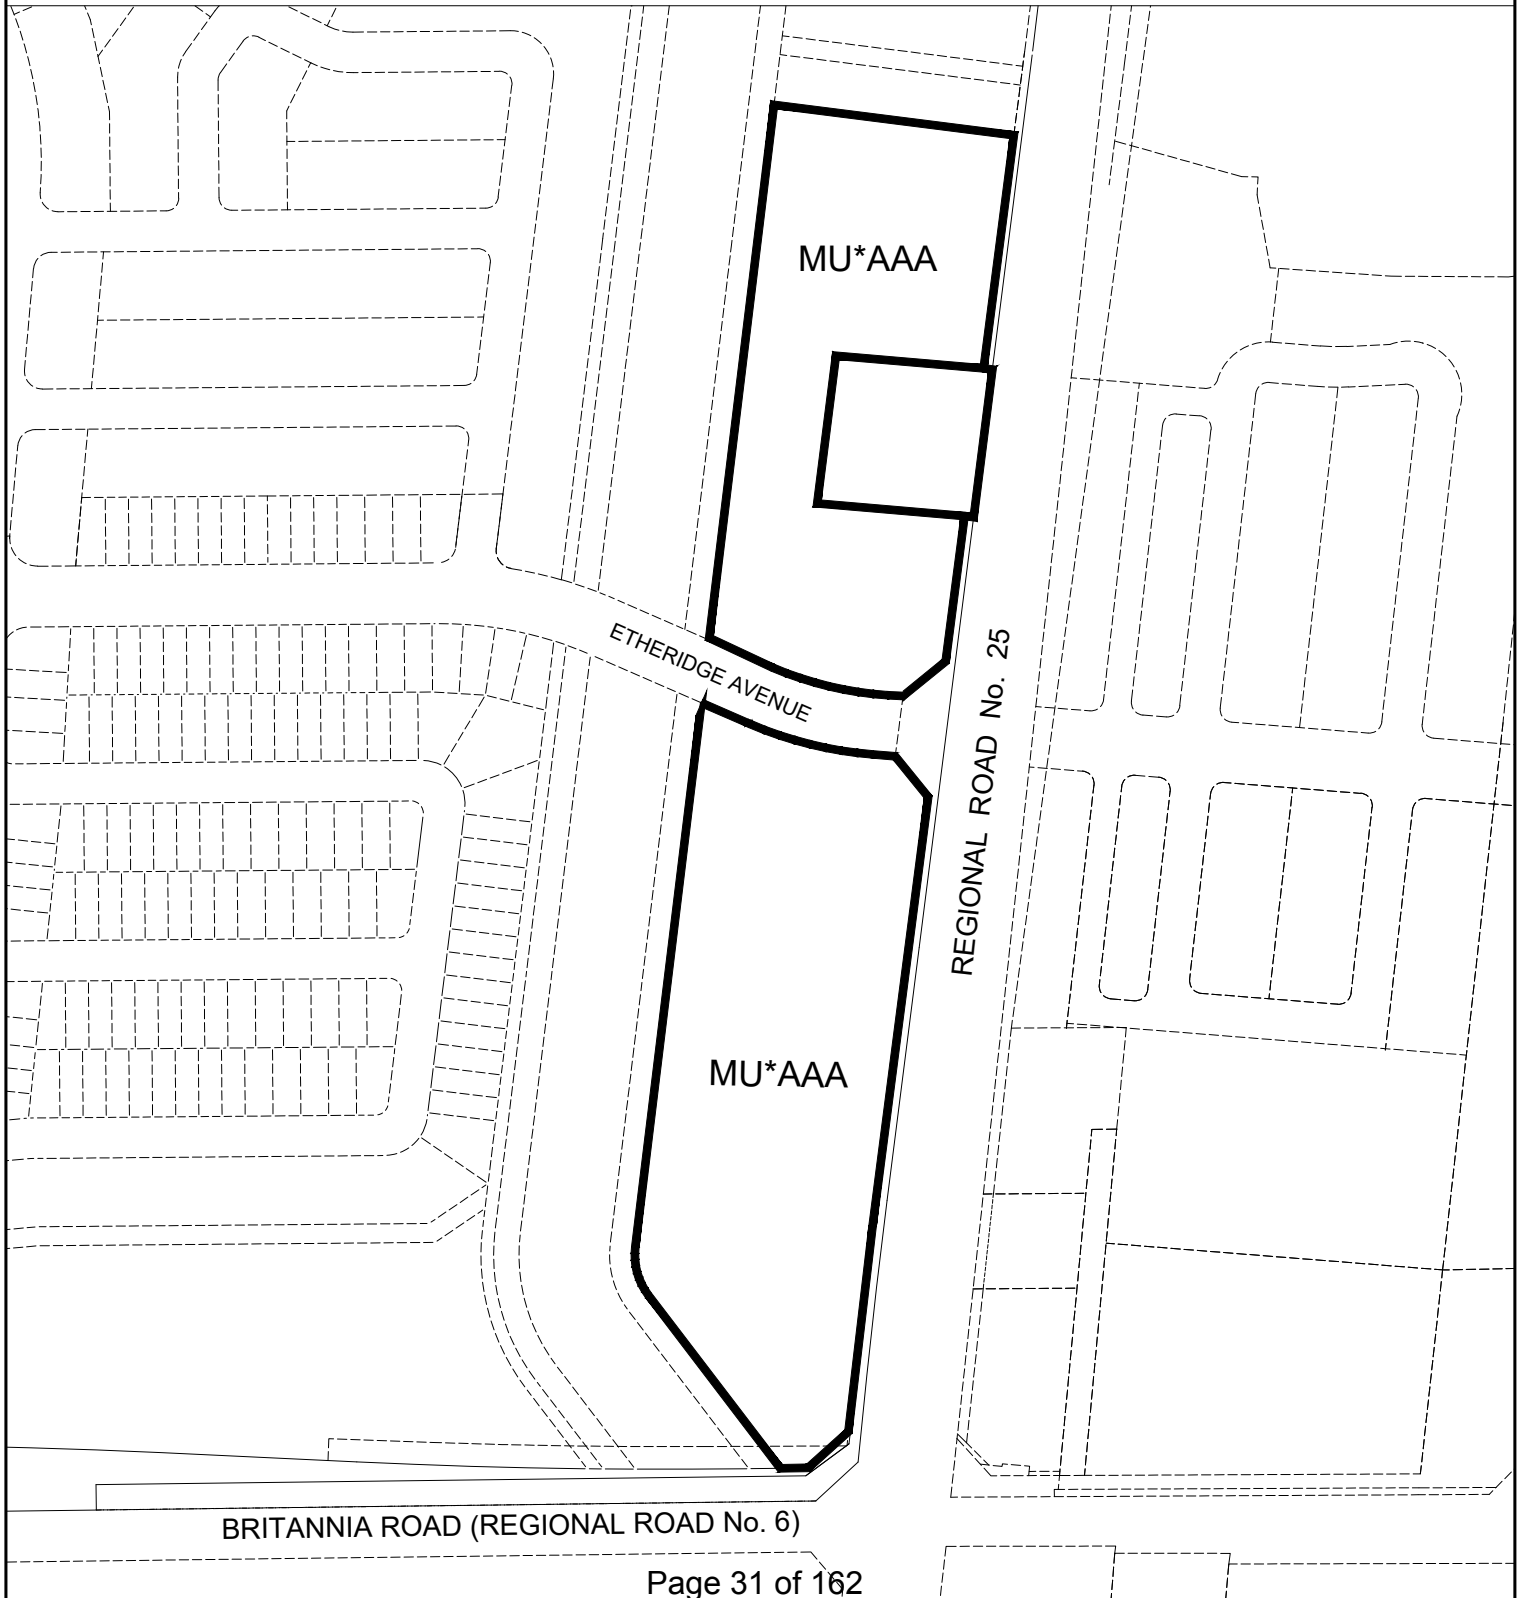 MU*AAA
ETHERIDGE AVENUE
REGIONAL ROAD No. 25
MU*AAA
BRITANNIA ROAD (REGIONAL ROAD No. 6)
Page 31 of 162